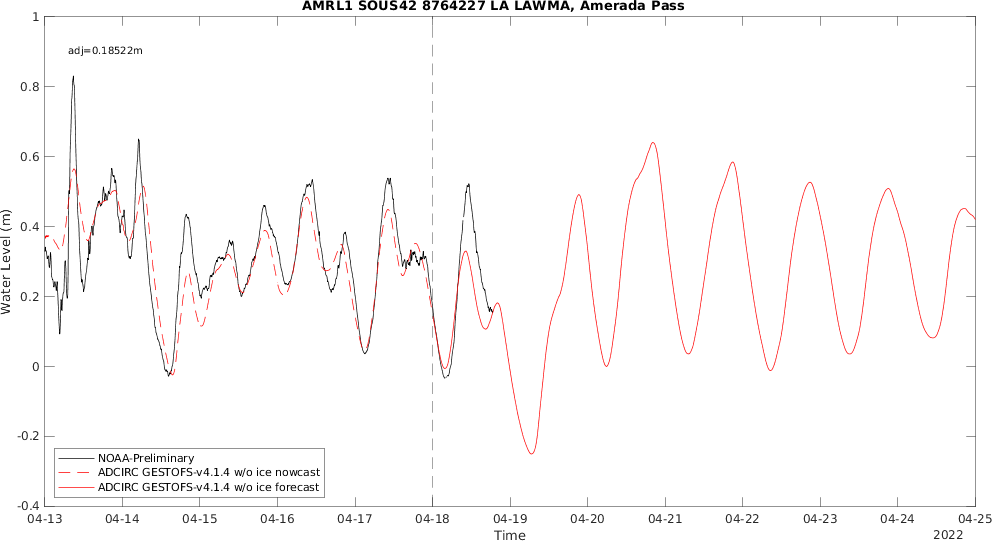 AMRL1 SOUS42 8764227 LA LAWMA, Amerada Pass
adj=0.18522m
1
0.8
0.6
0.4
0.2
0
-0.2
-0.4
Water Level (m)
NOAA-Preliminary
ADCIRC GESTOFS-v4.1.4 w/o ice nowcast
ADCIRC GESTOFS-v4.1.4 w/o ice forecast
04-13 04-14 04-15 04-16 04-17 04-18 04-19 04-20 04-21 04-22 04-23 04-24 04-25
Time
2022